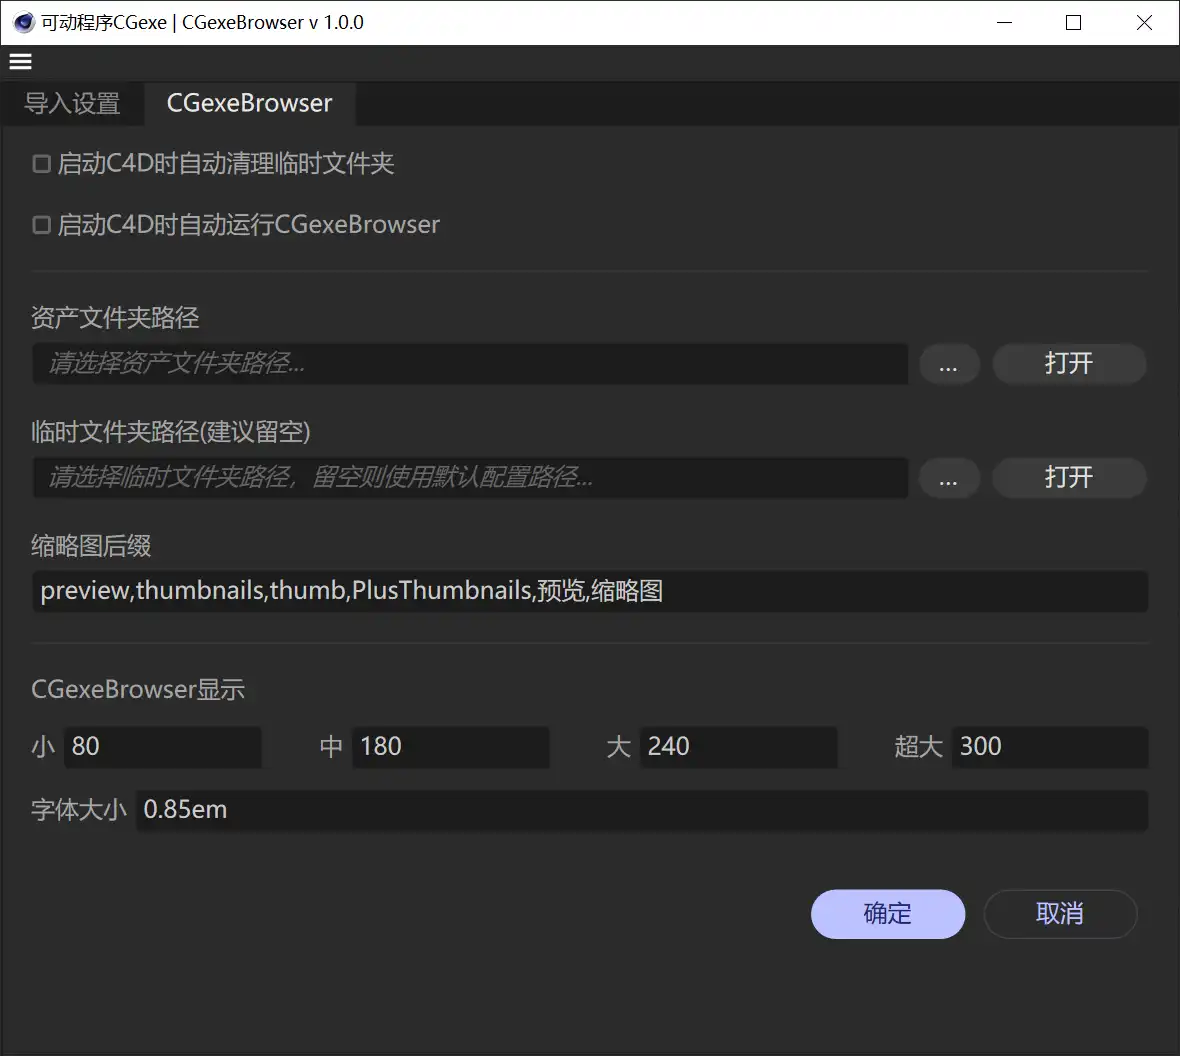 可动程序CGexe | CGexeBrowser v 1.0.0
导入设置 CGexeBrowser
启动C4D时自动清理临时文件夹
启动C4D时自动运行CGexeBrowser
资产文件夹路径
请选择资产文件夹路径... ... 打开
临时文件夹路径(建议留空)
请选择临时文件夹路径，留空则使用默认配置路径... ... 打开
缩略图后缀
preview,thumbnails,thumb,PlusThumbnails,预览,缩略图
CGexeBrowser显示
小 80 中 180 大 240 超大 300
字体大小 0.85em
确定 取消